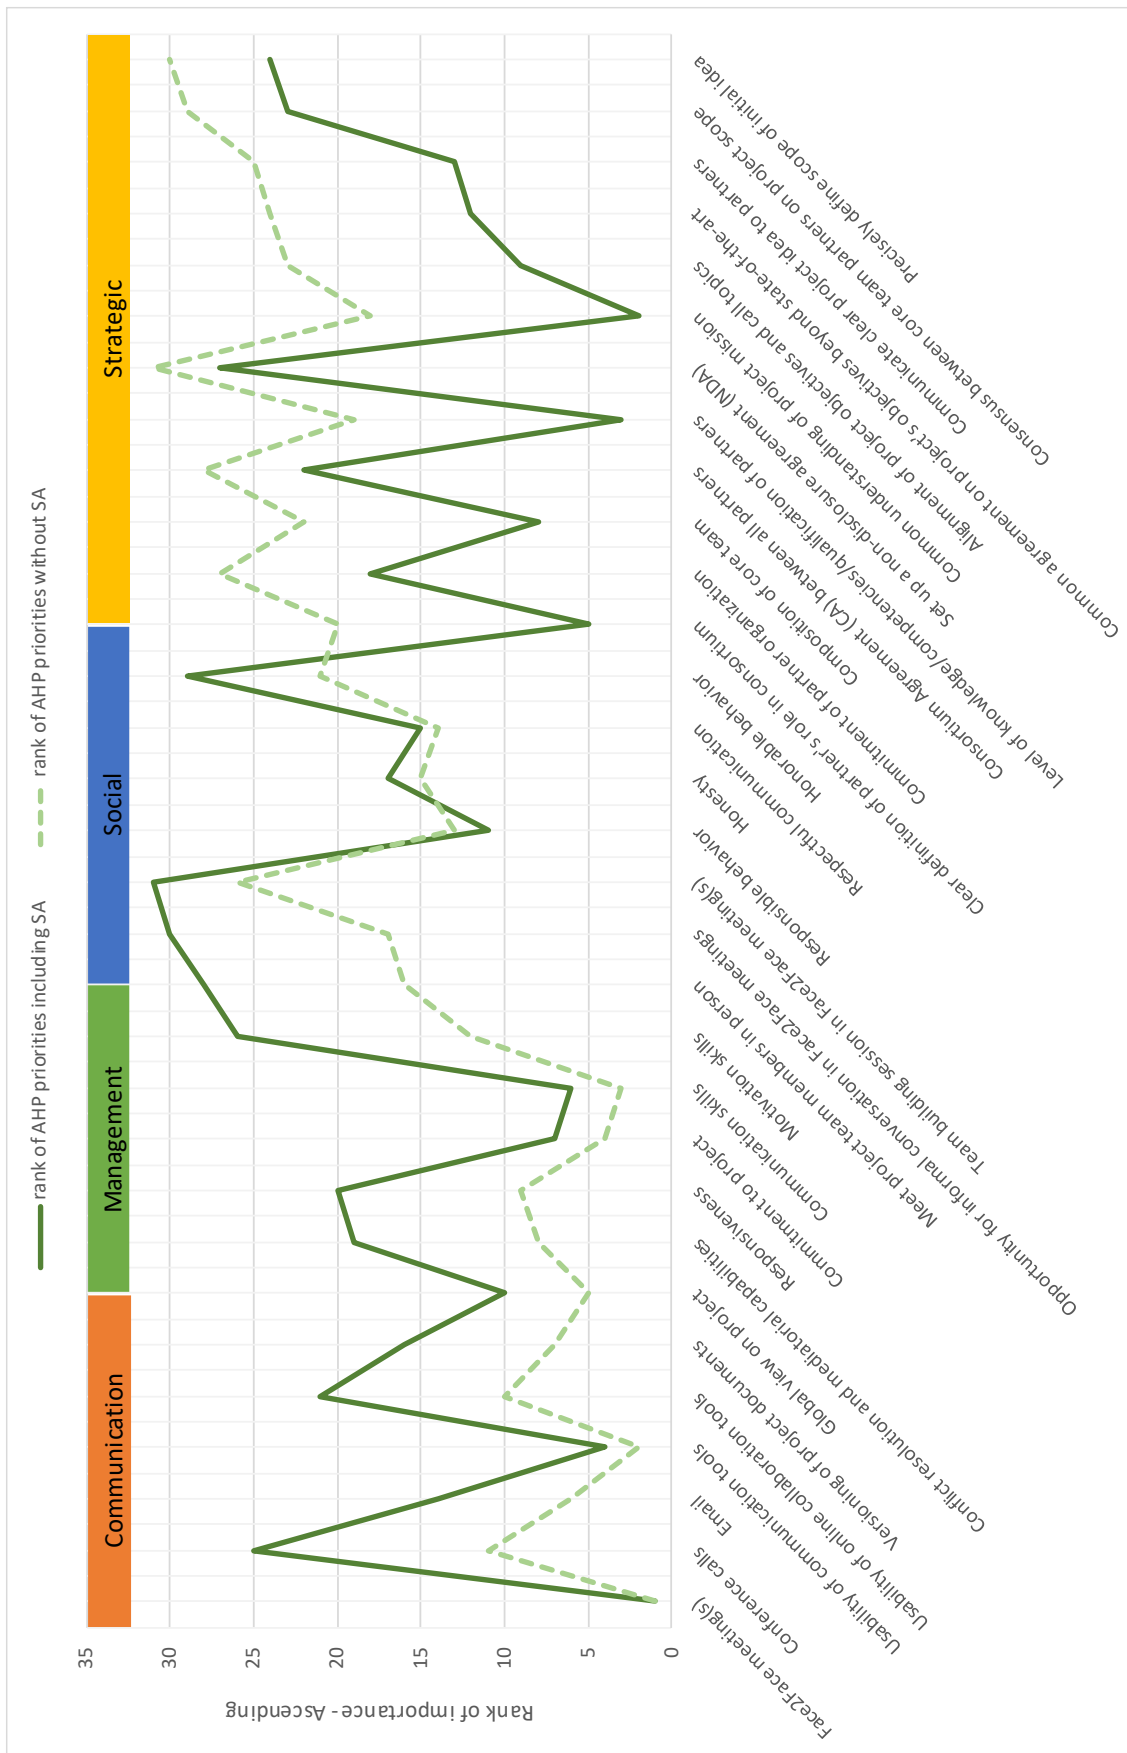 rank of AHP priorities including SA
rank of AHP priorities without SA
Communication
Management
Social
Strategic
Rank of importance - Ascending
35
30
25
20
15
10
5
0
Face2Face meeting(s)
Conference calls
Email
Usability of communication tools
Usability of online collaboration tools
Versioning of project documents
Global view on project
Conflict resolution and mediatorial capabilities
Responsiveness
Commitment to project
Communication skills
Motivation skills
Meet project team members in person
Opportunity for informal conversation in Face2Face meetings
Team building session in Face2Face meeting(s)
Responsible behavior
Honesty
Respectful communication
Honorable behavior
Clear definition of partner's role in consortium
Commitment of partner organization
Composition of core team
Consortium Agreement (CA) between all partners
Level of knowledge/competencies/qualification of partners
Set up a non-disclosure agreement (NDA)
Common understanding of project mission
Alignment of project objectives and call topics
Common agreement on project's objectives beyond state-of-the-art
Communicate clear project idea to partners
Consensus between core team partners on project scope
Precisely define scope of initial idea